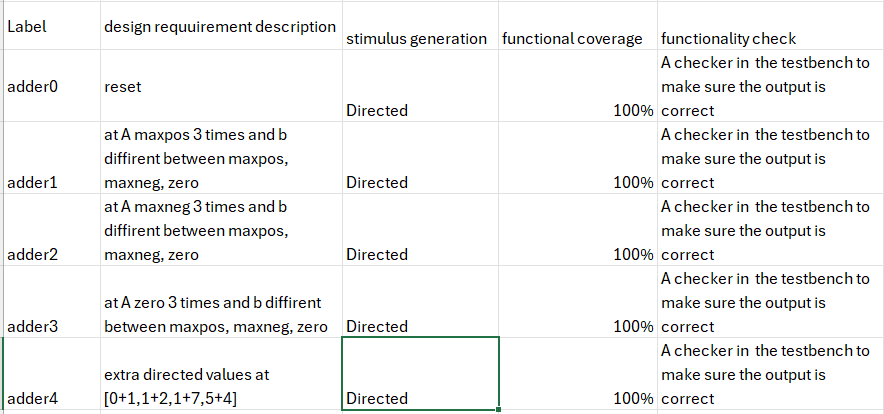 Label
design requuirement description
stimulus generation
functional coverage
functionality check
adder0
reset
Directed
100%
A checker in the testbench to
make sure the output is
correct
adder1
at A maxpos 3 times and b
diffirent between maxpos,
maxneg, zero
Directed
100%
A checker in the testbench to
make sure the output is
correct
adder2
at A maxneg 3 times and b
diffirent between maxpos,
maxneg, zero
Directed
100%
A checker in the testbench to
make sure the output is
correct
adder3
at A zero 3 times and b diffirent
between maxpos, maxneg, zero
Directed
100%
A checker in the testbench to
make sure the output is
correct
adder4
extra directed values at
[0+1,1+2,1+7,5+4]
Directed
100%
A checker in the testbench to
make sure the output is
correct